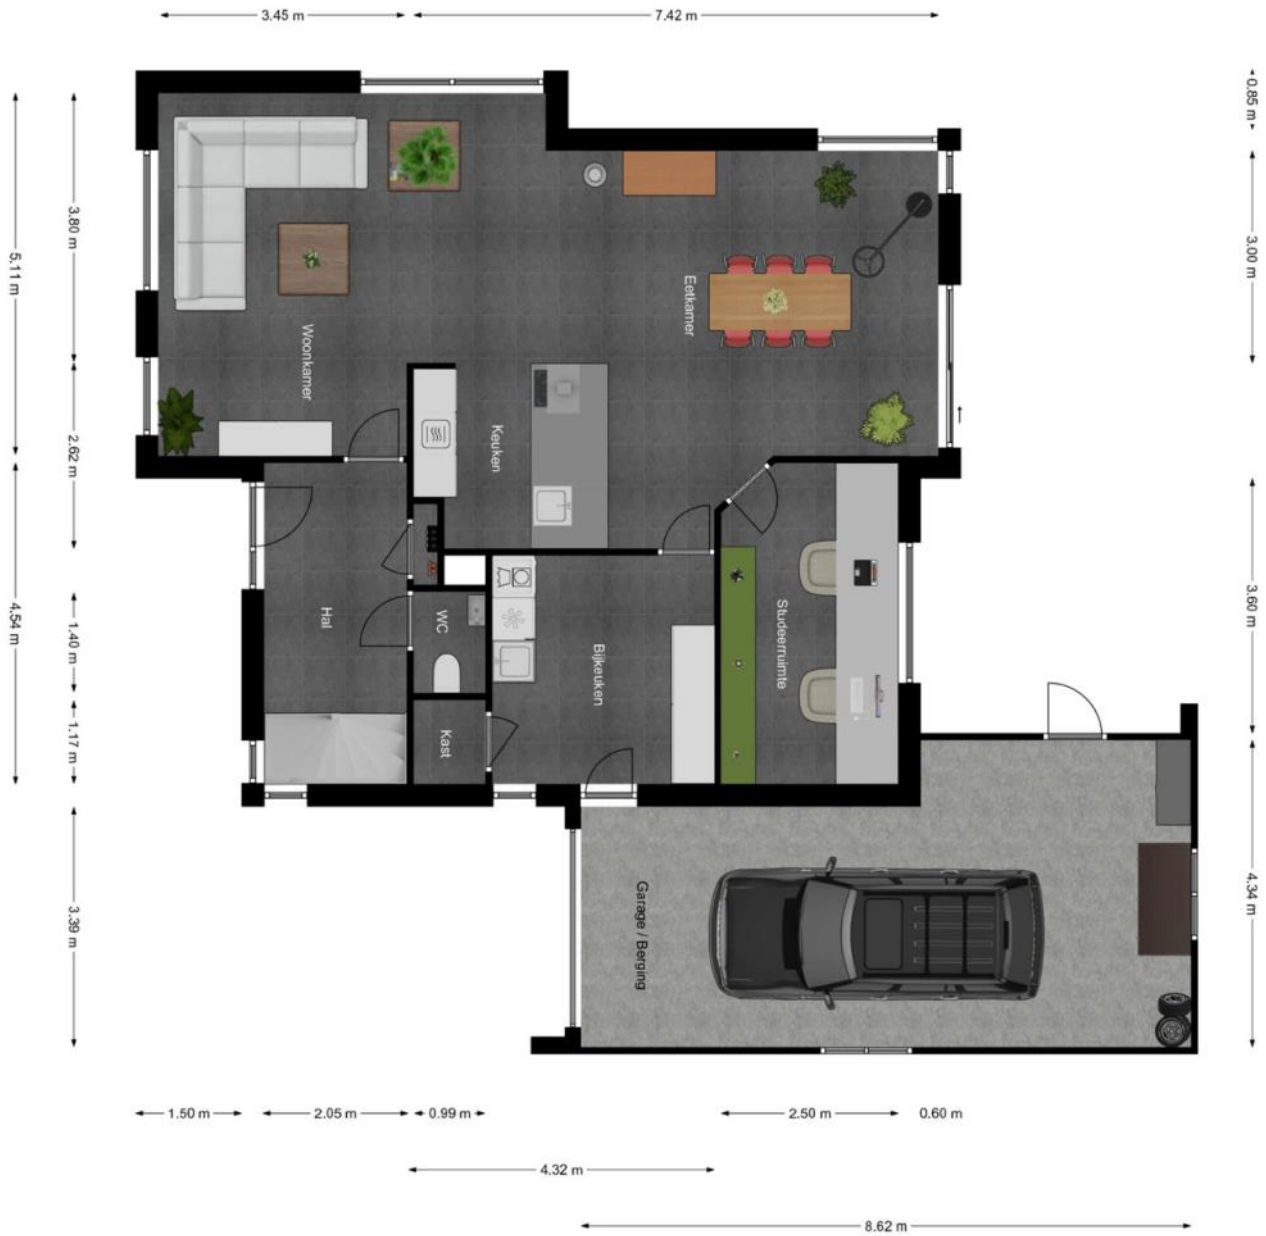 3.45 m
7.42 m
0.85 m
5.11 m
3.80 m
3.00 m
Eetkamer
Woonkamer
2.62 m
Keuken
4.54 m
Hal
WC
1.40 m
Bijkeuken
Studeerruimte
3.60 m
1.17 m
Kast
3.39 m
Garage / Berging
4.34 m
1.50 m
2.05 m
0.99 m
2.50 m
0.60 m
4.32 m
8.62 m